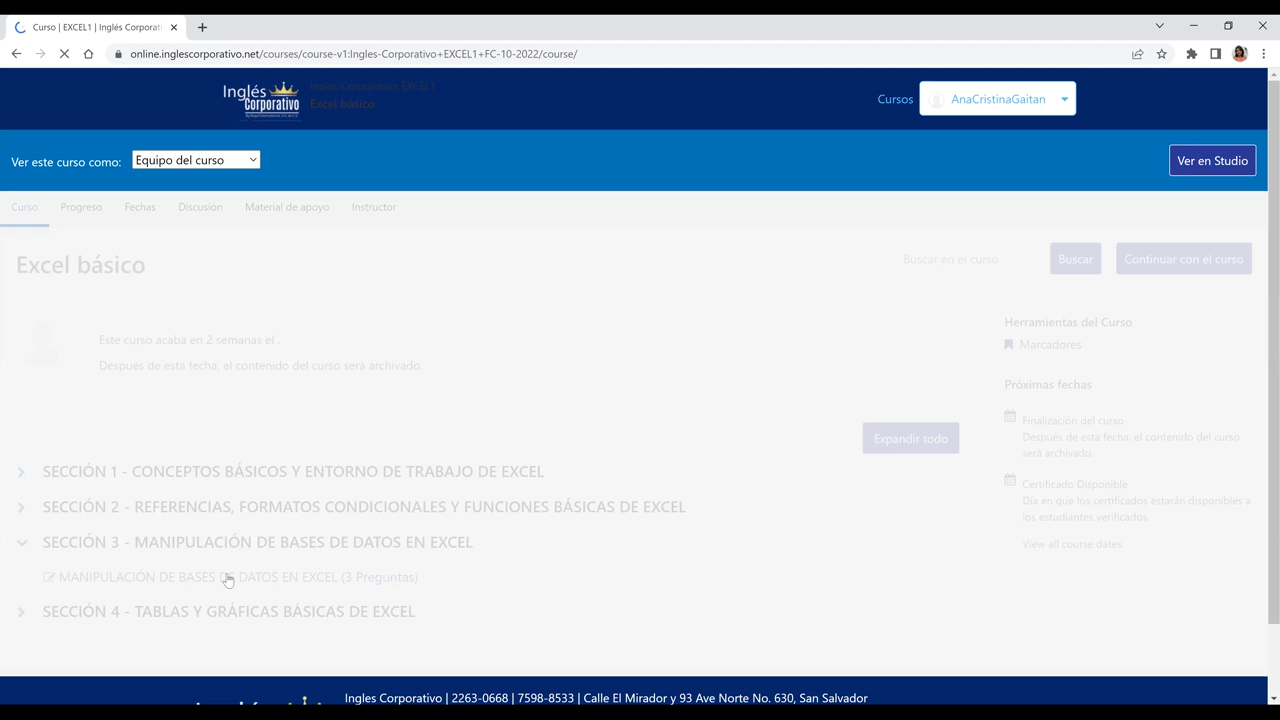 Curso | EXCEL1 | Inglés Corporati
online.inglescorporativo.net/courses/course-v1:Ingles-Corporativo+EXCEL1+FC-10-2022/course/
Inglés
Corporativo
Ingles-Corporativo: EXCEL1
Excel básico
Cursos
AnaCristinaGaitan
Ver este curso como:
Equipo del curso
Ver en Studio
Curso
Progreso
Fechas
Discusión
Material de apoyo
Instructor
Excel básico
Buscar en el curso
Buscar
Continuar con el curso
Este curso acaba en 2 semanas el .
Después de esta fecha, el contenido del curso será archivado.
Expandir todo
SECCIÓN 1 - CONCEPTOS BÁSICOS Y ENTORNO DE TRABAJO DE EXCEL
SECCIÓN 2 - REFERENCIAS, FORMATOS CONDICIONALES Y FUNCIONES BÁSICAS DE EXCEL
SECCIÓN 3 - MANIPULACIÓN DE BASES DE DATOS EN EXCEL
MANIPULACIÓN DE BASES DE DATOS EN EXCEL (3 Preguntas)
SECCIÓN 4 - TABLAS Y GRÁFICAS BÁSICAS DE EXCEL
Herramientas del Curso
Marcadores
Próximas fechas
Finalización del curso
Después de esta fecha, el contenido del curso
será archivado.
Certificado Disponible
Día en que los certificados estarán disponibles a
los estudiantes verificados.
View all course dates
Ingles Corporativo | 2263-0668 | 7598-8533 | Calle El Mirador y 93 Ave Norte No. 630, San Salvador